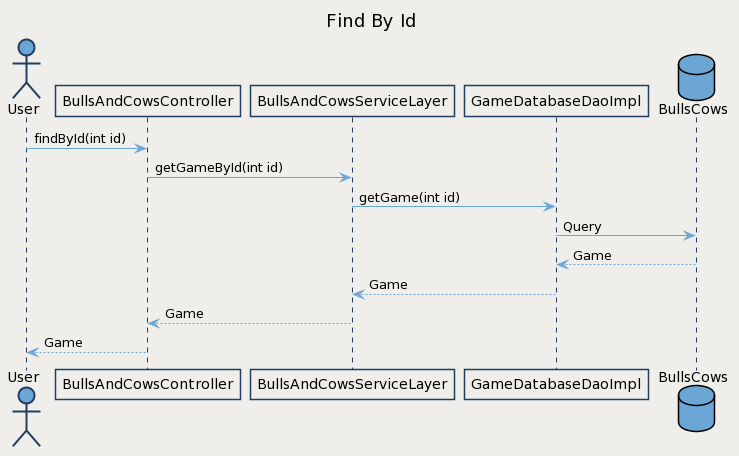 Find By Id
User
BullsAndCowsController
BullsAndCowsServiceLayer
GameDatabaseDaoImpl
BullsCows
findById(int id)
getGameById(int id)
getGame(int id)
Query
Game
Game
Game
Game
User
BullsAndCowsController
BullsAndCowsServiceLayer
GameDatabaseDaoImpl
BullsCows